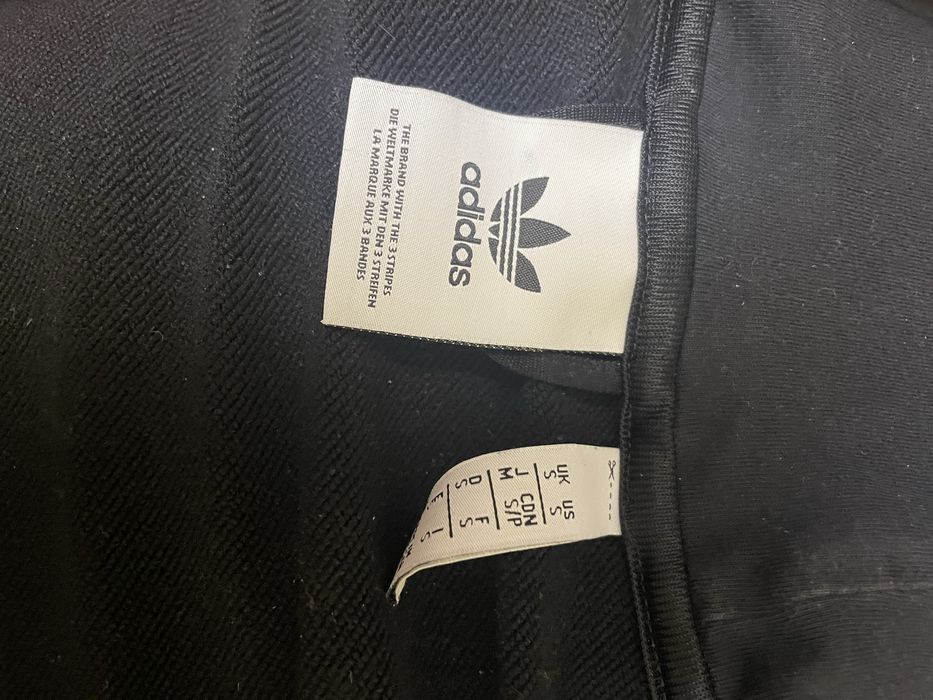 adidas
THE BRAND WITH THE 3 STRIPES
DIE WELTMARKE MIT DEN 3 STREIFEN
LA MARQUE AUX 3 BANDES
UK US
S S
J CDN
M S/P
D F
S S
I
S